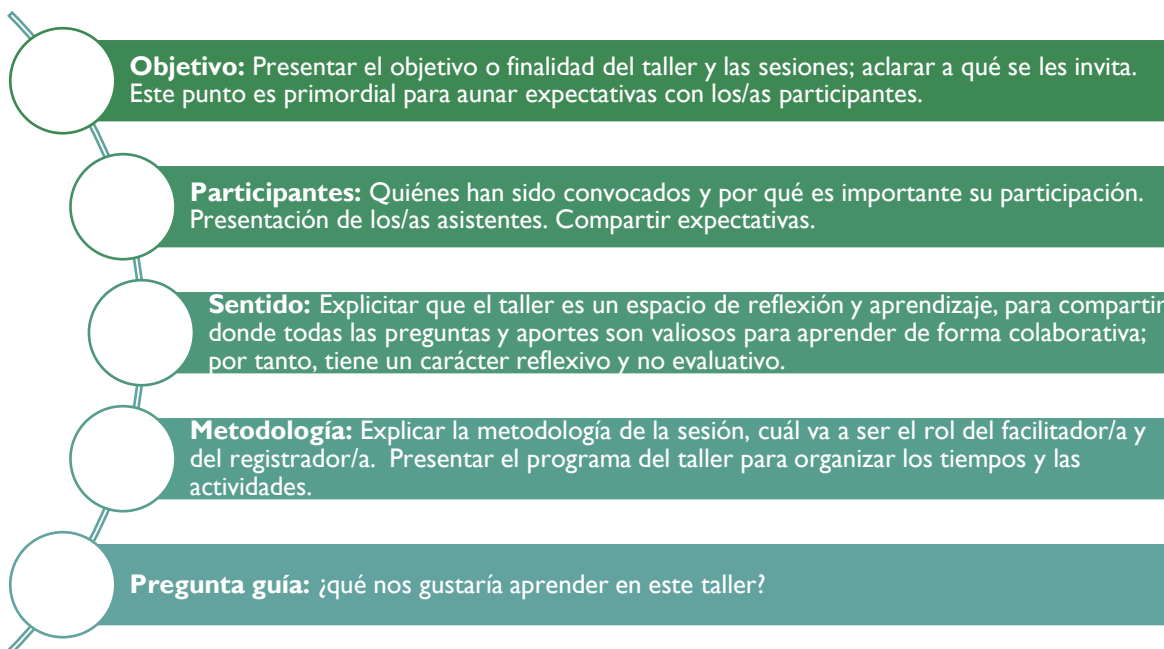 Objetivo: Presentar el objetivo o finalidad del taller y las sesiones; aclarar a qué se les invita.
Este punto es primordial para aunar expectativas con los/as participantes.
Participantes: Quiénes han sido convocados y por qué es importante su participación.
Presentación de los/as asistentes. Compartir expectativas.
Sentido: Explicitar que el taller es un espacio de reflexión y aprendizaje, para compartir
donde todas las preguntas y aportes son valiosos para aprender de forma colaborativa;
por tanto, tiene un carácter reflexivo y no evaluativo.
Metodología: Explicar la metodología de la sesión, cuál va a ser el rol del facilitador/a y
del registrador/a.  Presentar el programa del taller para organizar los tiempos y las
actividades.
Pregunta guía: ¿qué nos gustaría aprender en este taller?